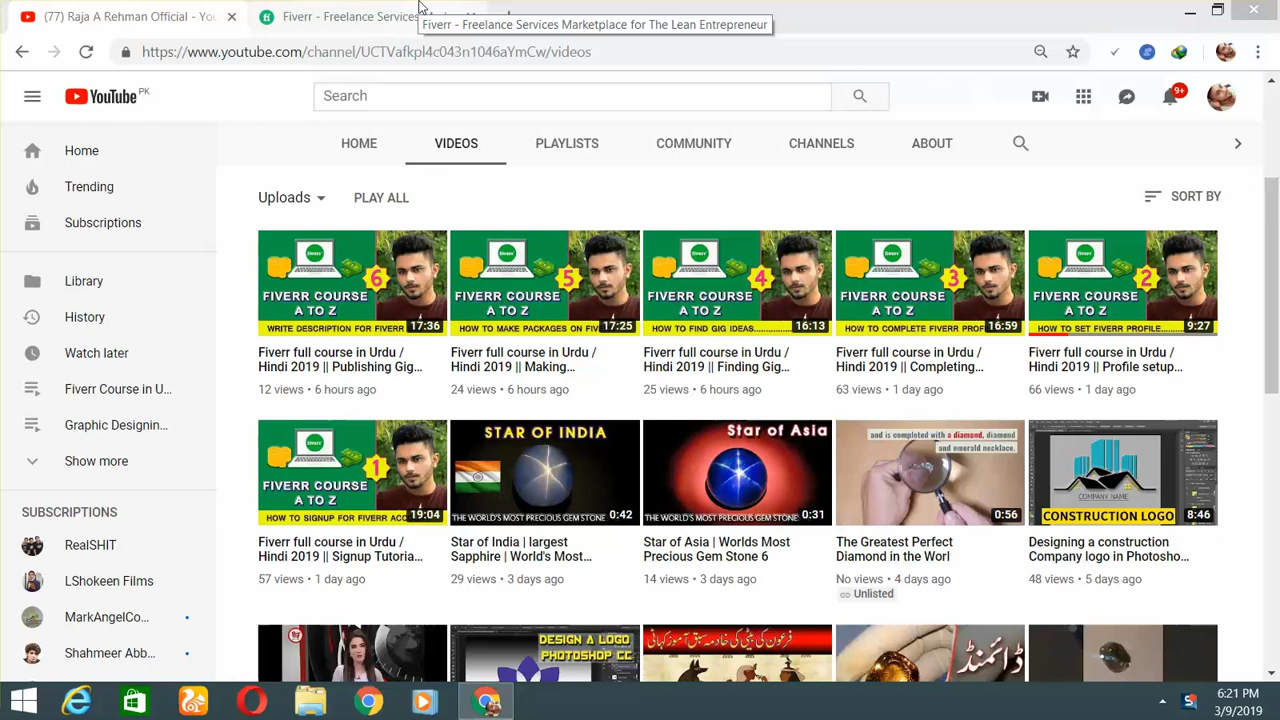 (77) Raja A Rehman Official - You
Fiverr - Freelance Services
Fiverr - Freelance Services Marketplace for The Lean Entrepreneur
https://www.youtube.com/channel/UCTVafkpl4c043n1046aYmCw/videos
YouTube PK
Search
9+
HOME
VIDEOS
PLAYLISTS
COMMUNITY
CHANNELS
ABOUT
Home
Trending
Subscriptions
Library
History
Watch later
Fiverr Course in U...
Graphic Designin...
Show more
SUBSCRIPTIONS
RealSHIT
LShokeen Films
MarkAngelCo...
Shahmeer Abb...
Uploads
PLAY ALL
SORT BY
fiverr
6
FIVERR COURSE
A TO Z
WRITE DESCRIPTION FOR FIVERR
17:36
Fiverr full course in Urdu /
Hindi 2019 || Publishing Gig...
12 views • 6 hours ago
fiverr
5
FIVERR COURSE
A TO Z
HOW TO MAKE PACKAGES ON FIV
17:25
Fiverr full course in Urdu /
Hindi 2019 || Making...
24 views • 6 hours ago
fiverr
4
FIVERR COURSE
A TO Z
HOW TO FIND GIG IDEAS............
16:13
Fiverr full course in Urdu /
Hindi 2019 || Finding Gig...
25 views • 6 hours ago
fiverr
3
FIVERR COURSE
A TO Z
HOW TO COMPLETE FIVERR PROF
16:59
Fiverr full course in Urdu /
Hindi 2019 || Completing...
63 views • 1 day ago
fiverr
2
FIVERR COURSE
A TO Z
HOW TO SET FIVERR PROFILE.....
9:27
Fiverr full course in Urdu /
Hindi 2019 || Profile setup...
66 views • 1 day ago
fiverr
1
FIVERR COURSE
A TO Z
HOW TO SIGNUP FOR FIVERR ACC
19:04
Fiverr full course in Urdu /
Hindi 2019 || Signup Tutoria...
57 views • 1 day ago
STAR OF INDIA
THE WORLD'S MOST PRECIOUS GEM STONE
0:42
Star of India | largest
Sapphire | World's Most...
29 views • 3 days ago
Star of Asia
THE WORLD'S MOST PRECIOUS GEM STONE
0:31
Star of Asia | Worlds Most
Precious Gem Stone 6
14 views • 3 days ago
and is completed with a diamond, diamond
and emerald necklace.
0:56
The Greatest Perfect
Diamond in the Worl
No views • 4 days ago
Unlisted
COMPANY NAME
CONSTRUCTION LOGO
8:46
Designing a construction
Company logo in Photosho...
48 views • 5 days ago
DESIGN A LOGO
PHOTOSHOP CC
فرعون کی بیٹی کی خادمہ سبق آموز کہانی
ڈائمنڈ
6:21 PM
3/9/2019